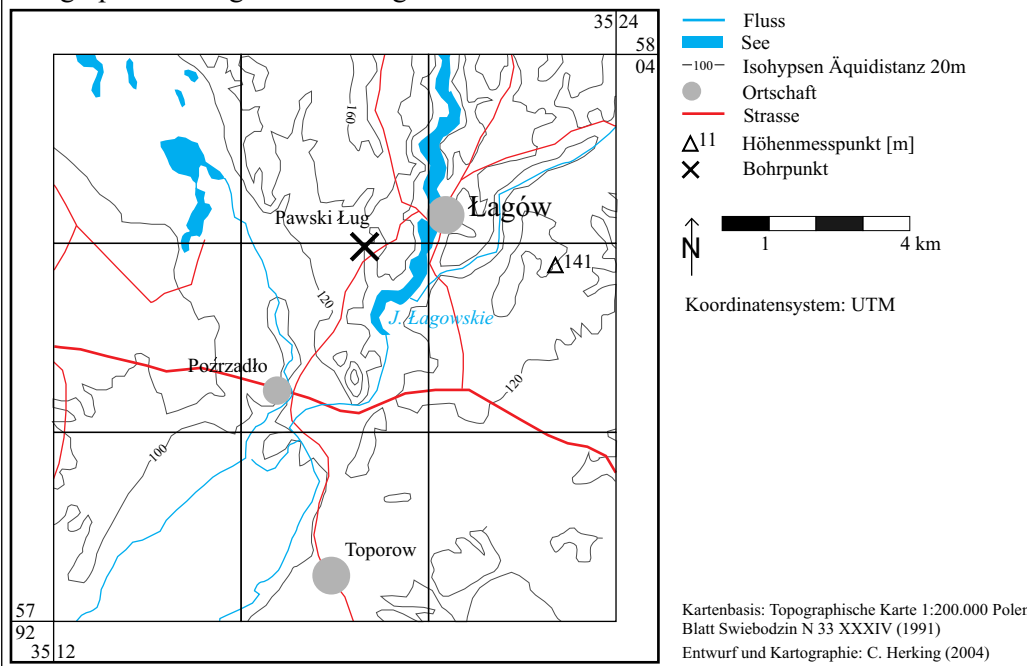 35 24
58
04
Fluss
See
-100- Isohypsen Äquidistanz 20m
Ortschaft
Strasse
11 Höhenmesspunkt [m]
Bohrpunkt
160
Pawski Ług
Łagów
141
N
1 4 km
120
J. Łagowskie
Koordinatensystem: UTM
Poźrzadło
120
100
Toporow
57
92
35 12
Kartenbasis: Topographische Karte 1:200.000 Polen
Blatt Swiebodzin N 33 XXXIV (1991)
Entwurf und Kartographie: C. Herking (2004)